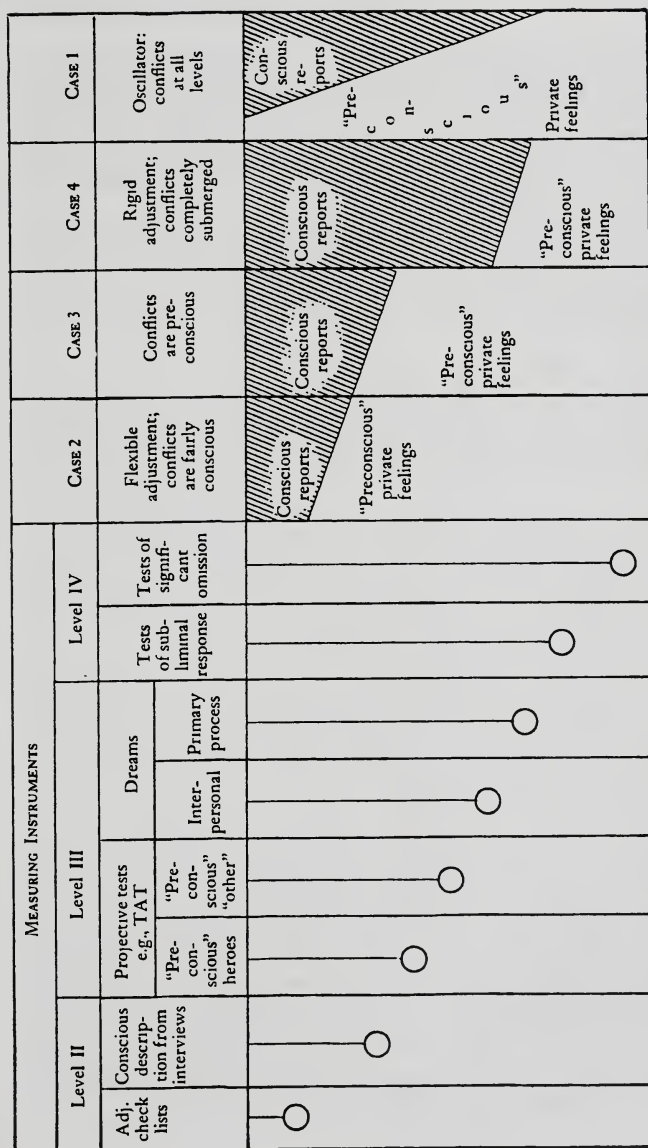 MEASURING INSTRUMENTS
Level II
Level III
Level IV
CASE 2
CASE 3
CASE 4
CASE 1
Adj.
check
lists
Conscious
descrip-
tion from
interviews
Projective tests
e.g., TAT
Dreams
Tests
of sub-
liminal
response
Tests of
signifi-
cant
omission
Flexible
adjustment;
conflicts
are fairly
conscious
Conflicts
are pre-
conscious
Rigid
adjustment;
conflicts
completely
submerged
Oscillator:
conflicts
at all
levels
"Pre-
con-
scious"
heroes
"Pre-
con-
scious"
"other"
Inter-
personal
Primary
process
Conscious
reports
"Preconscious"
private
feelings
Conscious
reports
"Pre-
conscious"
private
feelings
Conscious
reports
"Pre-
conscious"
private
feelings
Con-
scious
re-
ports
"Pre-
c
o
n-
s
c
i
o
u
s"
Private
feelings